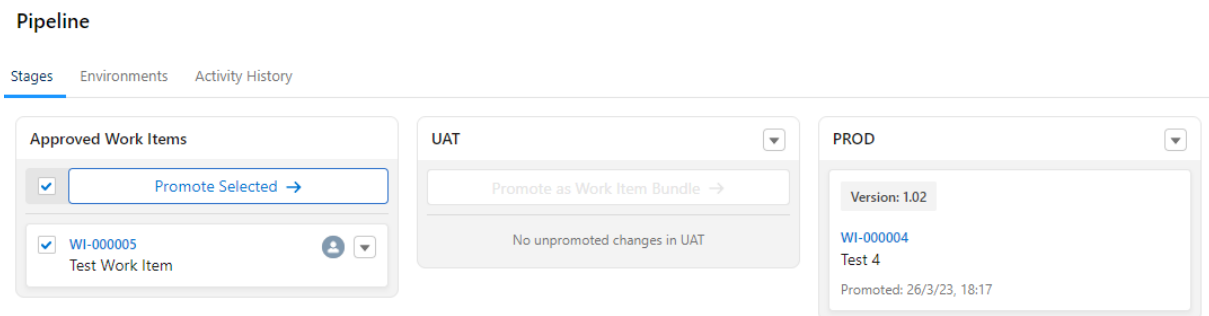 Pipeline
Stages Environments Activity History
Approved Work Items
Promote Selected →
WI-000005
Test Work Item
UAT
Promote as Work Item Bundle →
No unpromoted changes in UAT
PROD
Version: 1.02
WI-000004
Test 4
Promoted: 26/3/23, 18:17